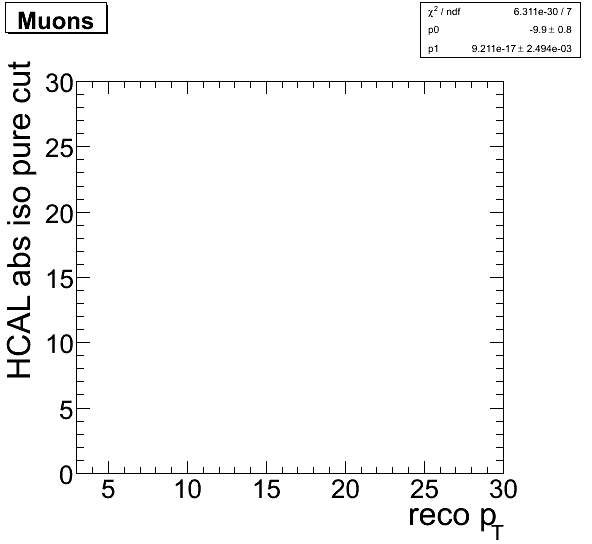 Muons
χ² / ndf 6.311e-30 / 7
p0 -9.9 ± 0.8
p1 9.211e-17 ± 2.494e-03
HCAL abs iso pure cut
30
25
20
15
10
5
0
5 10 15 20 25 30
reco p_T